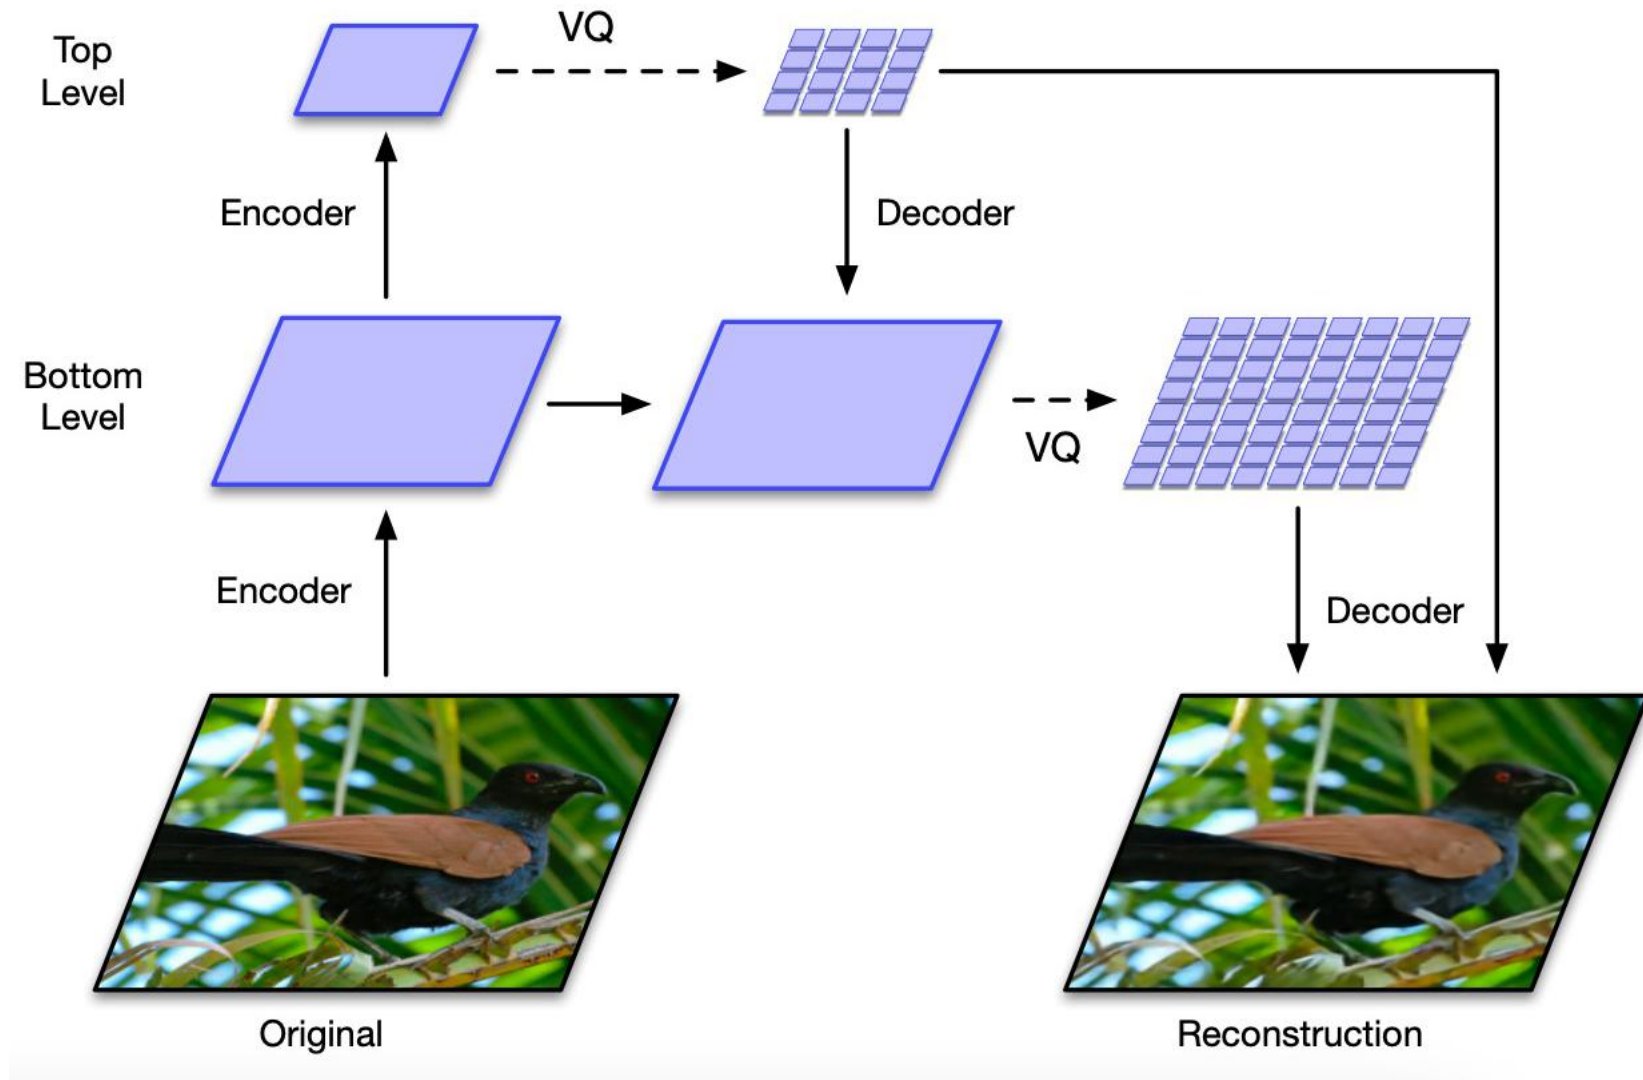 Top
Level
VQ
Encoder
Decoder
Bottom
Level
VQ
Encoder
Decoder
Original
Reconstruction